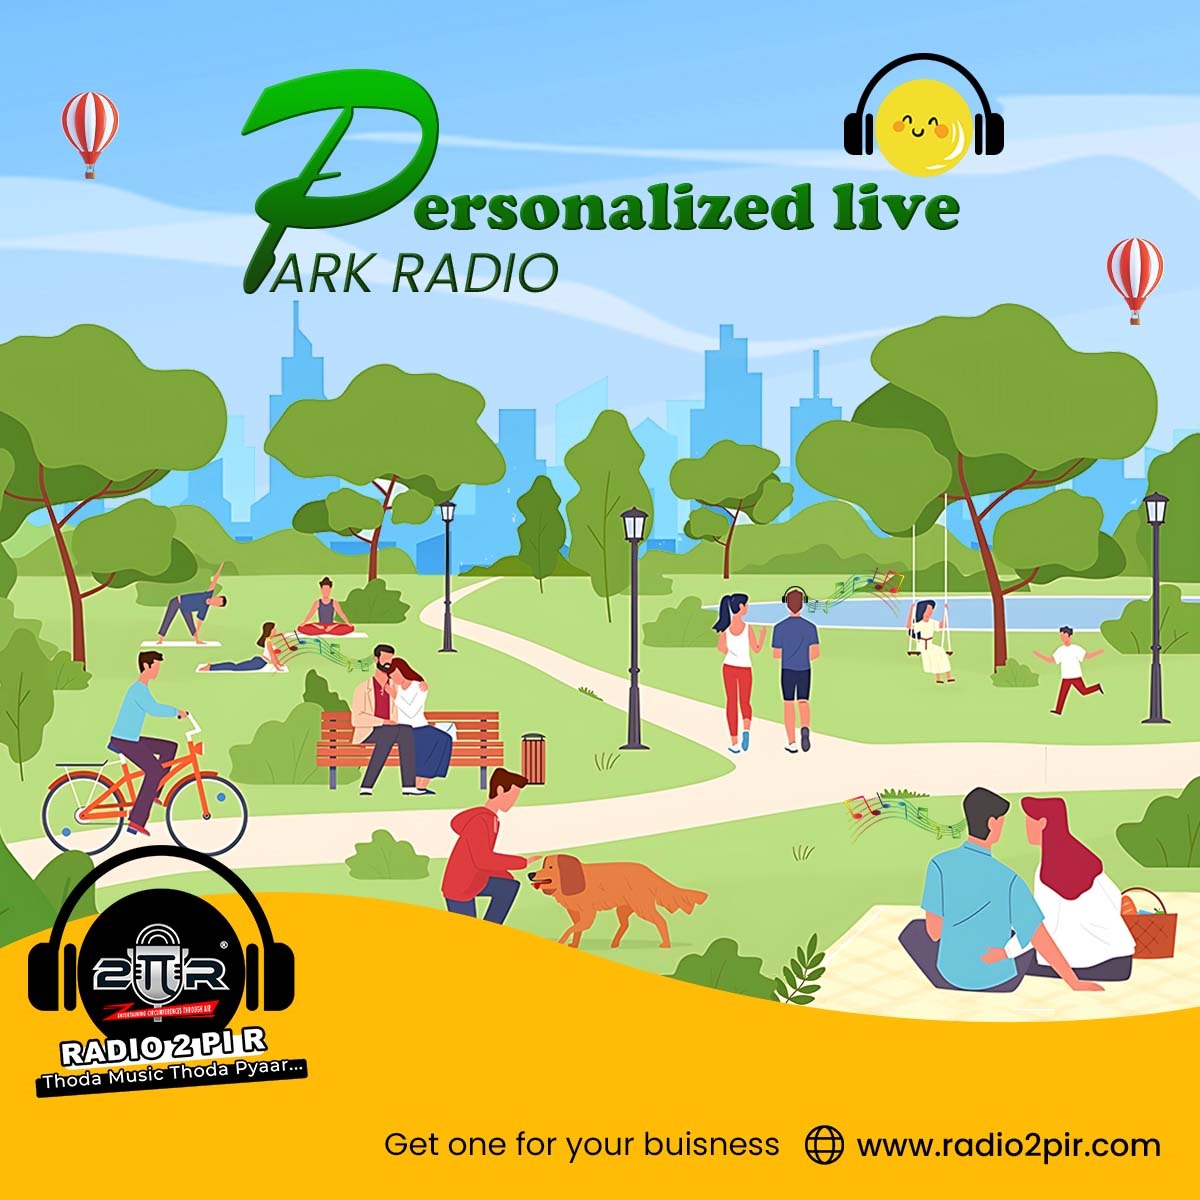 Personalized live
PARK RADIO
2πR®
ENTERTAINING CIRCUMFERENCES THROUGH AIR
RADIO 2 PI R
Thoda Music Thoda Pyaar...
Get one for your buisness
www.radio2pir.com